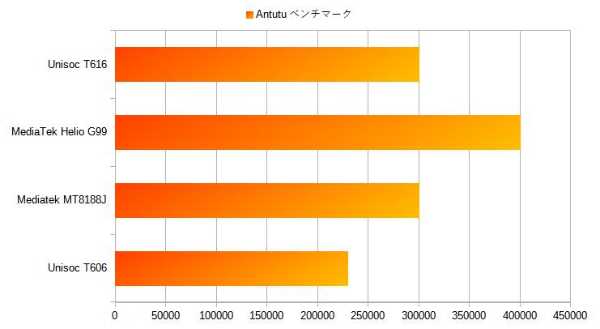 Antutu ベンチマーク
Unisoc T616
MediaTek Helio G99
Mediatek MT8188J
Unisoc T606
0 50000 100000 150000 200000 250000 300000 350000 400000 450000